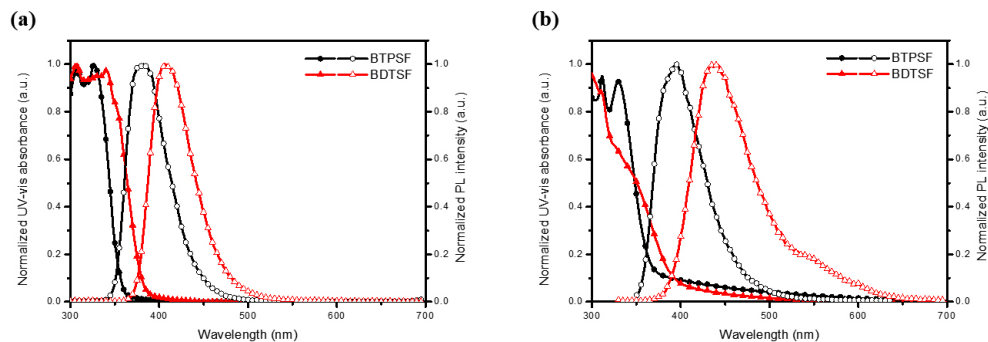 (a)
BTPSF
BDTSF
Normalized UV-vis absorbance (a.u.)
1.0
0.8
0.6
0.4
0.2
0.0
1.0
0.8
0.6
0.4
0.2
0.0
Normalized PL intensity (a.u.)
300 400 500 600 700
Wavelength (nm)
(b)
BTPSF
BDTSF
Normalized UV-vis absorbance (a.u.)
1.0
0.8
0.6
0.4
0.2
0.0
1.0
0.8
0.6
0.4
0.2
0.0
Normalized PL intensity (a.u.)
300 400 500 600 700
Wavelength (nm)